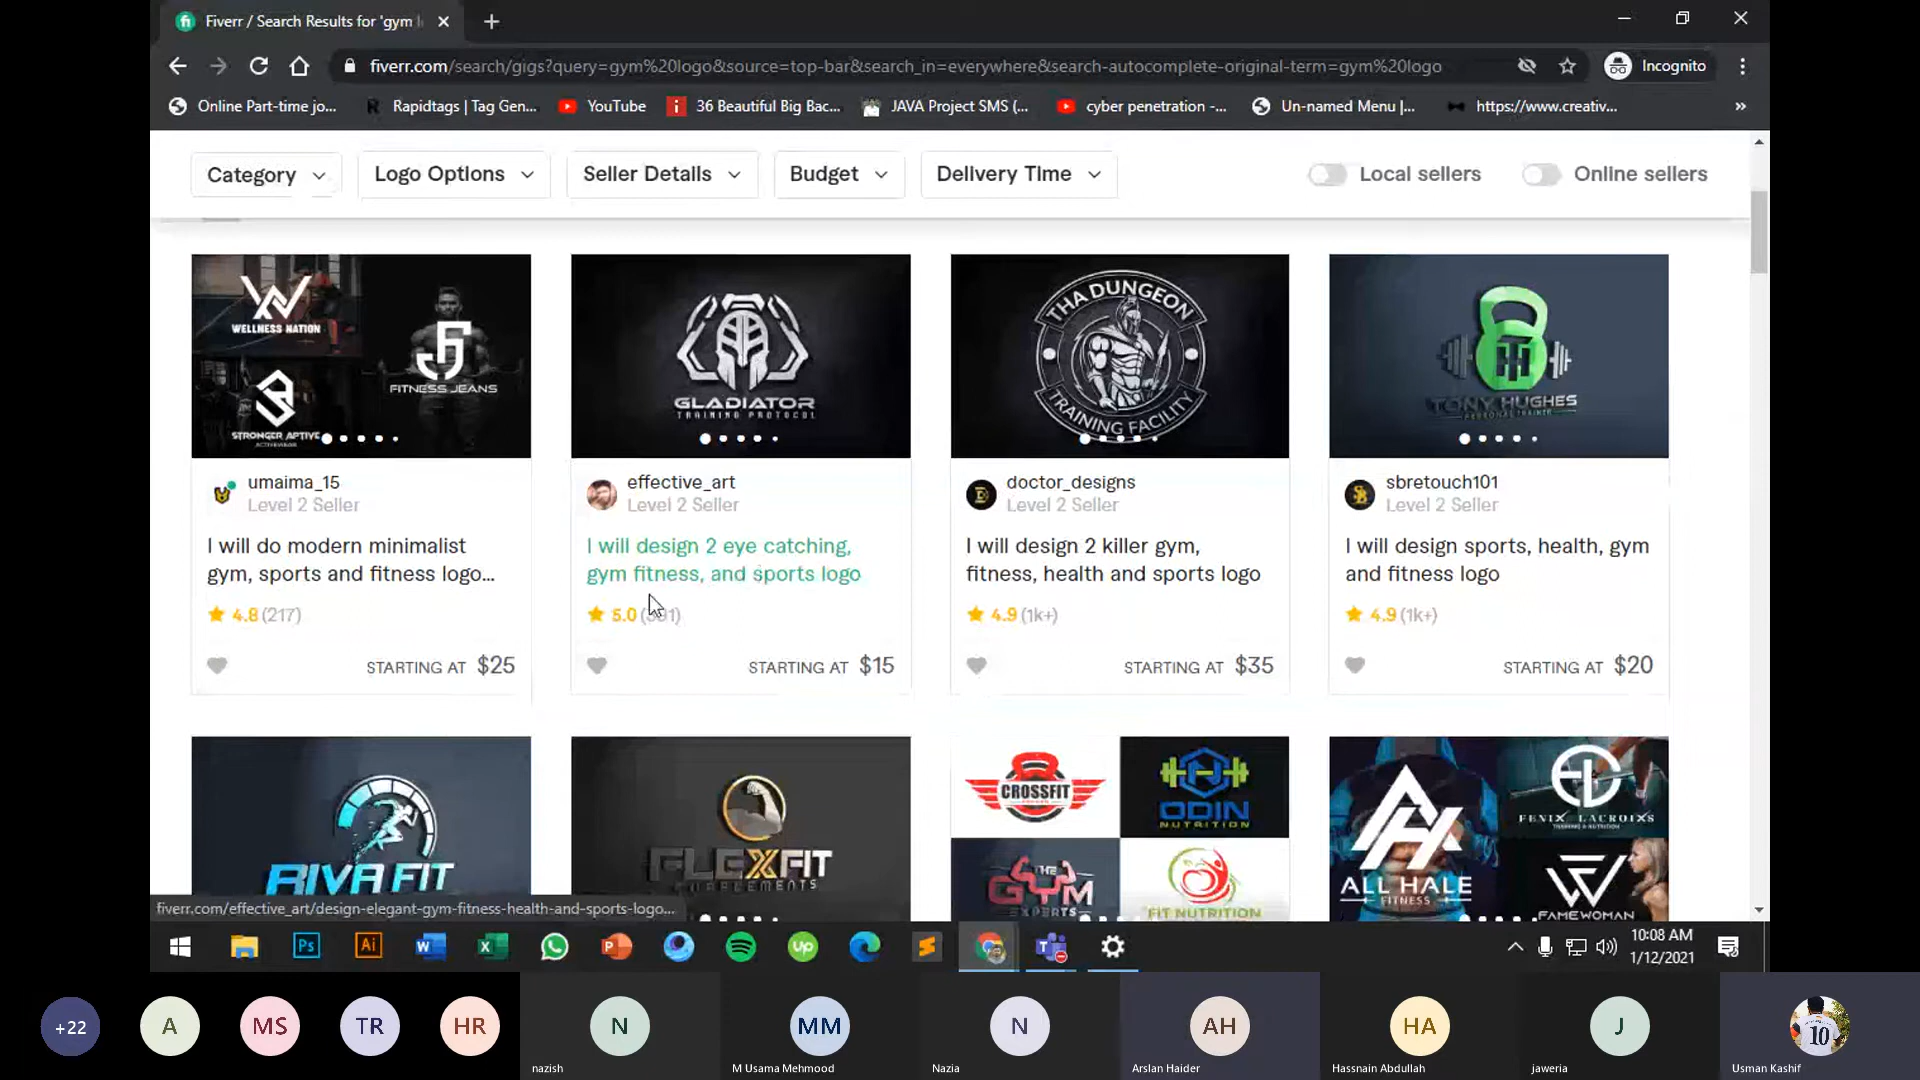 Fiverr / Search Results for 'gym l
fiverr.com/search/gigs?query=gym%20logo&source=top-bar&search_in=everywhere&search-autocomplete-original-term=gym%20logo
Incognito
Online Part-time jo...
Rapidtags | Tag Gen...
YouTube
36 Beautiful Big Bac...
JAVA Project SMS (...
cyber penetration -...
Un-named Menu |...
https://www.creativ...
»
Category
Logo Options
Seller Details
Budget
Delivery Time
Local sellers
Online sellers
WELLNESS NATION
FITNESS JEANS
STRONGER APTIVE
GLADIATOR
TRAINING PROTOCOL
THA DUNGEON
TRAINING FACILITY
TONY HUGHES
PERSONAL TRAINER
umaima_15
Level 2 Seller
I will do modern minimalist
gym, sports and fitness logo...
4.8 (217)
STARTING AT $25
effective_art
Level 2 Seller
I will design 2 eye catching,
gym fitness, and sports logo
5.0
STARTING AT $15
doctor_designs
Level 2 Seller
I will design 2 killer gym,
fitness, health and sports logo
4.9 (1k+)
STARTING AT $35
sbretouch101
Level 2 Seller
I will design sports, health, gym
and fitness logo
4.9 (1k+)
STARTING AT $20
RIVA FIT
FLEXFIT
SUPPLEMENTS
CROSSFIT
ODIN
NUTRITION
THE
GYM
EXPERTS
FIT NUTRITION
ALL HALE
FITNESS
FENIX LACROIXS
TRAINING & NUTRITION
FAMEWOMAN
fiverr.com/effective_art/design-elegant-gym-fitness-health-and-sports-logo...
10:08 AM
1/12/2021
+22
A
MS
TR
HR
N
nazish
MM
M Usama Mehmood
N
Nazia
AH
Arslan Haider
HA
Hassnain Abdullah
J
jaweria
10
Usman Kashif